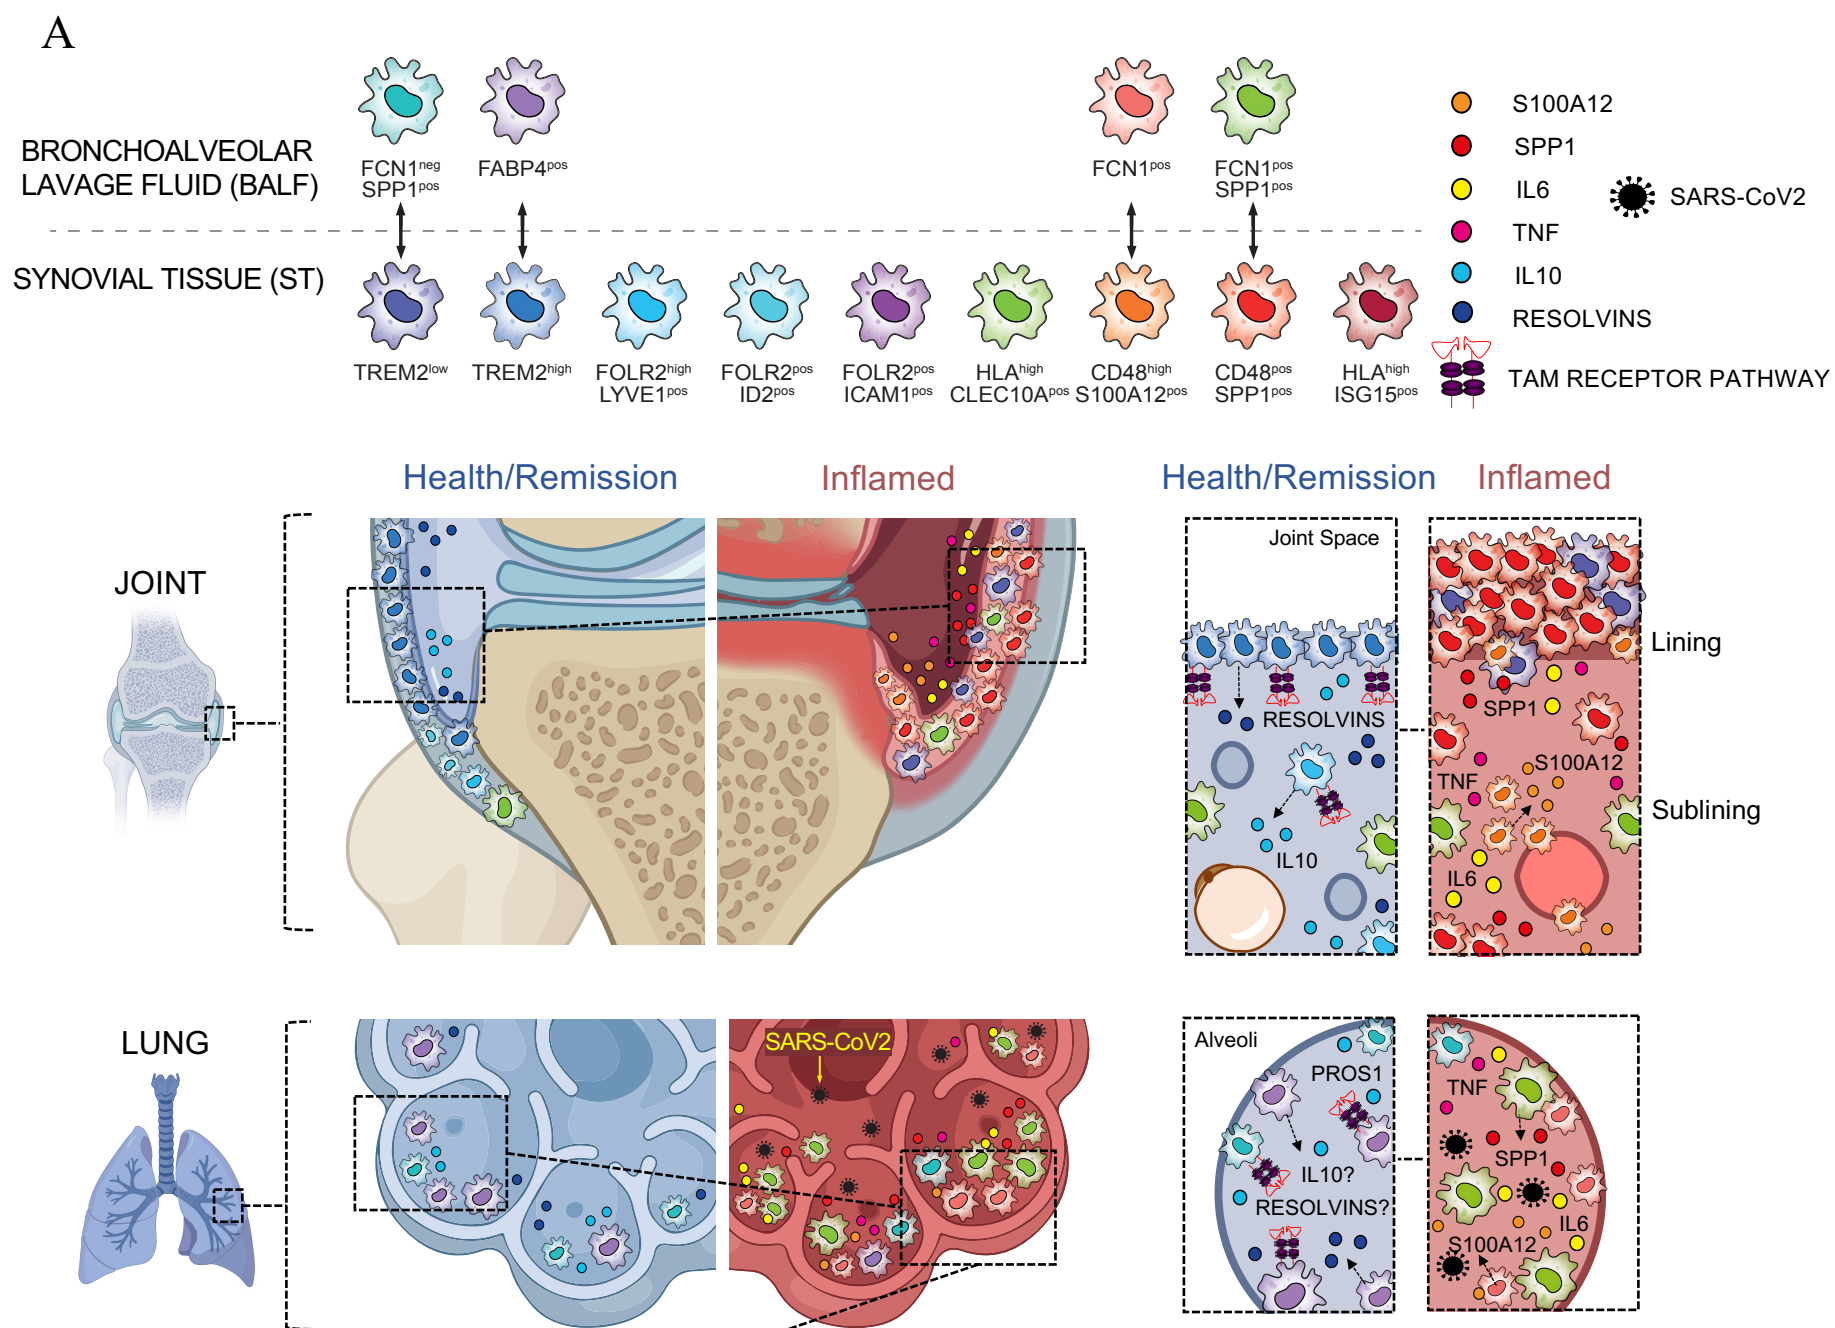 A
BRONCHOALVEOLAR
LAVAGE FLUID (BALF)
FCN1neg
SPP1pos
FABP4pos
FCN1pos
FCN1pos
SPP1pos
SYNOVIAL TISSUE (ST)
TREM2low
TREM2high
FOLR2high
LYVE1pos
FOLR2pos
ID2pos
FOLR2pos
ICAM1pos
HLAhigh
CLEC10Apos
CD48high
S100A12pos
CD48pos
SPP1pos
HLAhigh
ISG15pos
S100A12
SPP1
IL6
TNF
IL10
RESOLVINS
TAM RECEPTOR PATHWAY
SARS-CoV2
Health/Remission
Inflamed
Health/Remission
Inflamed
JOINT
Joint Space
RESOLVINS
IL10
Lining
SPP1
S100A12
TNF
Sublining
IL6
LUNG
SARS-CoV2
Alveoli
PROS1
IL10?
RESOLVINS?
TNF
SPP1
IL6
S100A12